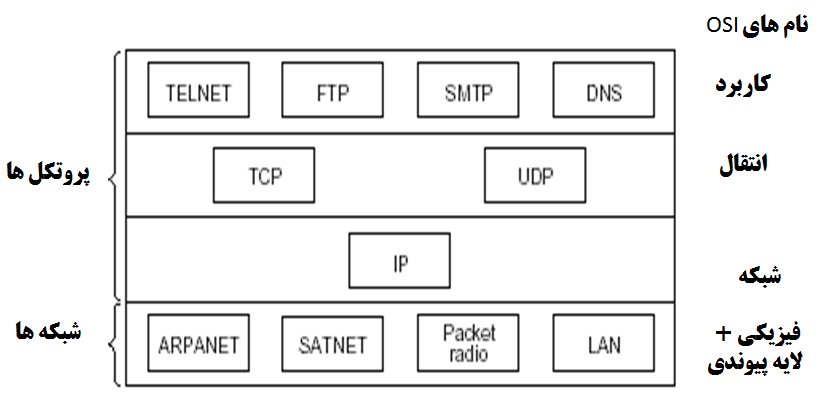 نام های OSI
TELNET FTP SMTP DNS کاربرد
پروتکل ها TCP UDP انتقال
IP شبکه
شبکه ها ARPANET SATNET Packet radio LAN فیزیکی +
لایه پیوندی